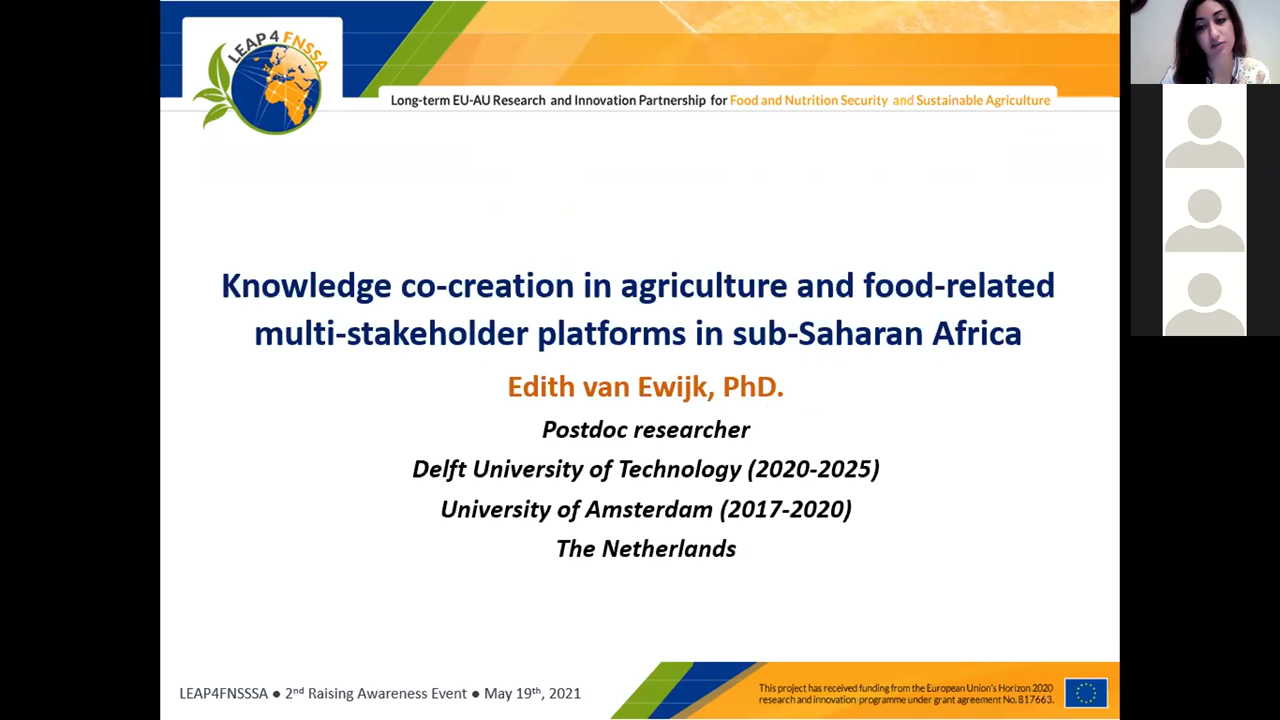 LEAP 4 FNSSA
Long-term EU-AU Research and Innovation Partnership for Food and Nutrition Security and Sustainable Agriculture
Knowledge co-creation in agriculture and food-related
multi-stakeholder platforms in sub-Saharan Africa
Edith van Ewijk, PhD.
Postdoc researcher
Delft University of Technology (2020-2025)
University of Amsterdam (2017-2020)
The Netherlands
LEAP4FNSSSA ● 2nd Raising Awareness Event ● May 19th, 2021
This project has received funding from the European Union's Horizon 2020
research and innovation programme under grant agreement No. 817663.